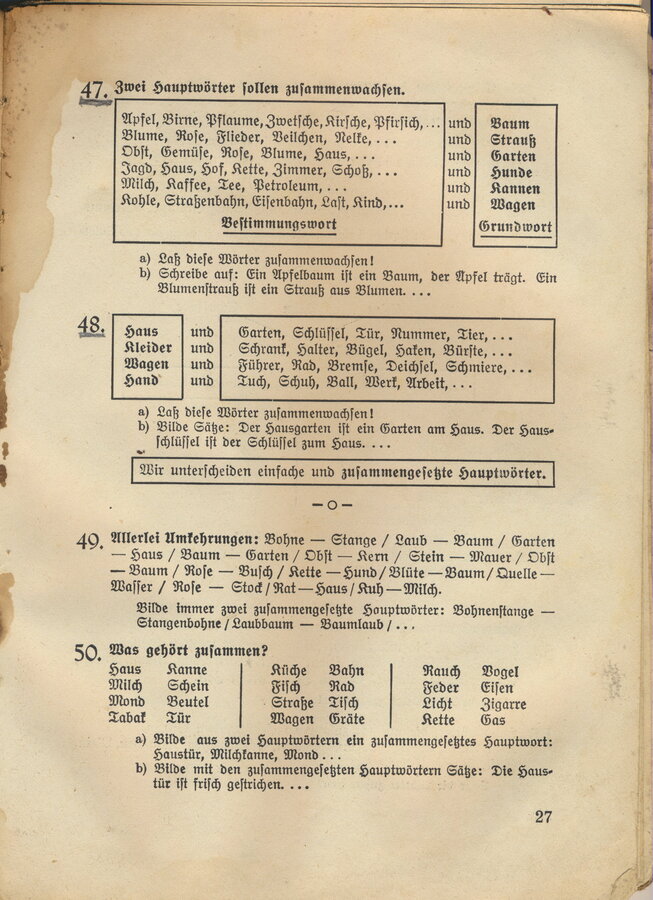 47. Zwei Hauptwörter sollen zusammenwachsen.
Apfel, Birne, Pflaume, Zwetsche, Kirsche, Pfirsich, ... und Baum
Blume, Rose, Flieder, Veilchen, Nelke, ... und Strauß
Obst, Gemüse, Rose, Blume, Haus, ... und Garten
Jagd, Haus, Hof, Kette, Zimmer, Schoß, ... und Hunde
Milch, Kaffee, Tee, Petroleum, ... und Kannen
Kohle, Straßenbahn, Eisenbahn, Last, Kind, ... und Wagen
Bestimmungswort Grundwort
a) Laß diese Wörter zusammenwachsen!
b) Schreibe auf: Ein Apfelbaum ist ein Baum, der Apfel trägt. Ein
Blumenstrauß ist ein Strauß aus Blumen. ...
48. Haus und Garten, Schlüssel, Tür, Nummer, Tier, ...
Kleider und Schrank, Halter, Bügel, Haken, Bürste, ...
Wagen und Führer, Rad, Bremse, Deichsel, Schmiere, ...
Hand und Tuch, Schuh, Ball, Werk, Arbeit, ...
a) Laß diese Wörter zusammenwachsen!
b) Bilde Sätze: Der Hausgarten ist ein Garten am Haus. Der Haus-
schlüssel ist der Schlüssel zum Haus. ...
Wir unterscheiden einfache und zusammengesetzte Hauptwörter.
—o—
49. Allerlei Umkehrungen: Bohne — Stange / Laub — Baum / Garten
— Haus / Baum — Garten / Obst — Kern / Stein — Mauer / Obst
— Baum / Rose — Busch / Kette — Hund / Blüte — Baum / Quelle —
Wasser / Rose — Stock / Rat — Haus / Kuh — Milch.
Bilde immer zwei zusammengesetzte Hauptwörter: Bohnenstange —
Stangenbohne / Laubbaum — Baumlaub / ...
50. Was gehört zusammen?
Haus Kanne Küche Bahn Rauch Vogel
Milch Schein Fisch Rad Feder Eisen
Mond Beutel Straße Tisch Licht Zigarre
Tabak Tür Wagen Gräte Kette Gas
a) Bilde aus zwei Hauptwörtern ein zusammengesetztes Hauptwort:
Haustür, Milchkanne, Mond ...
b) Bilde mit den zusammengesetzten Hauptwörtern Sätze: Die Haus-
tür ist frisch gestrichen. ...
27